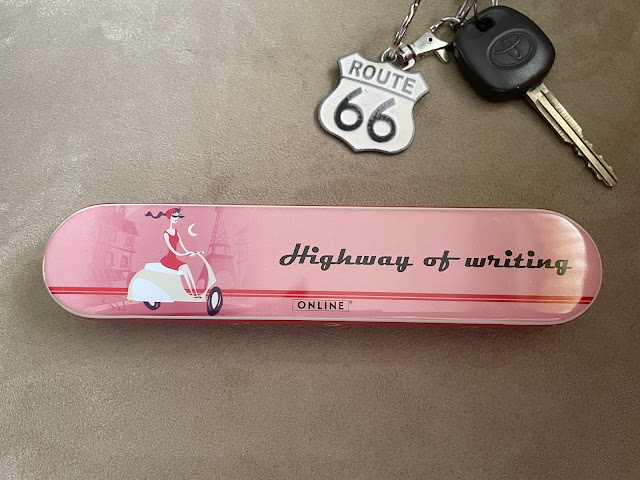 ROUTE
66
Highway of writing
ONLINE®